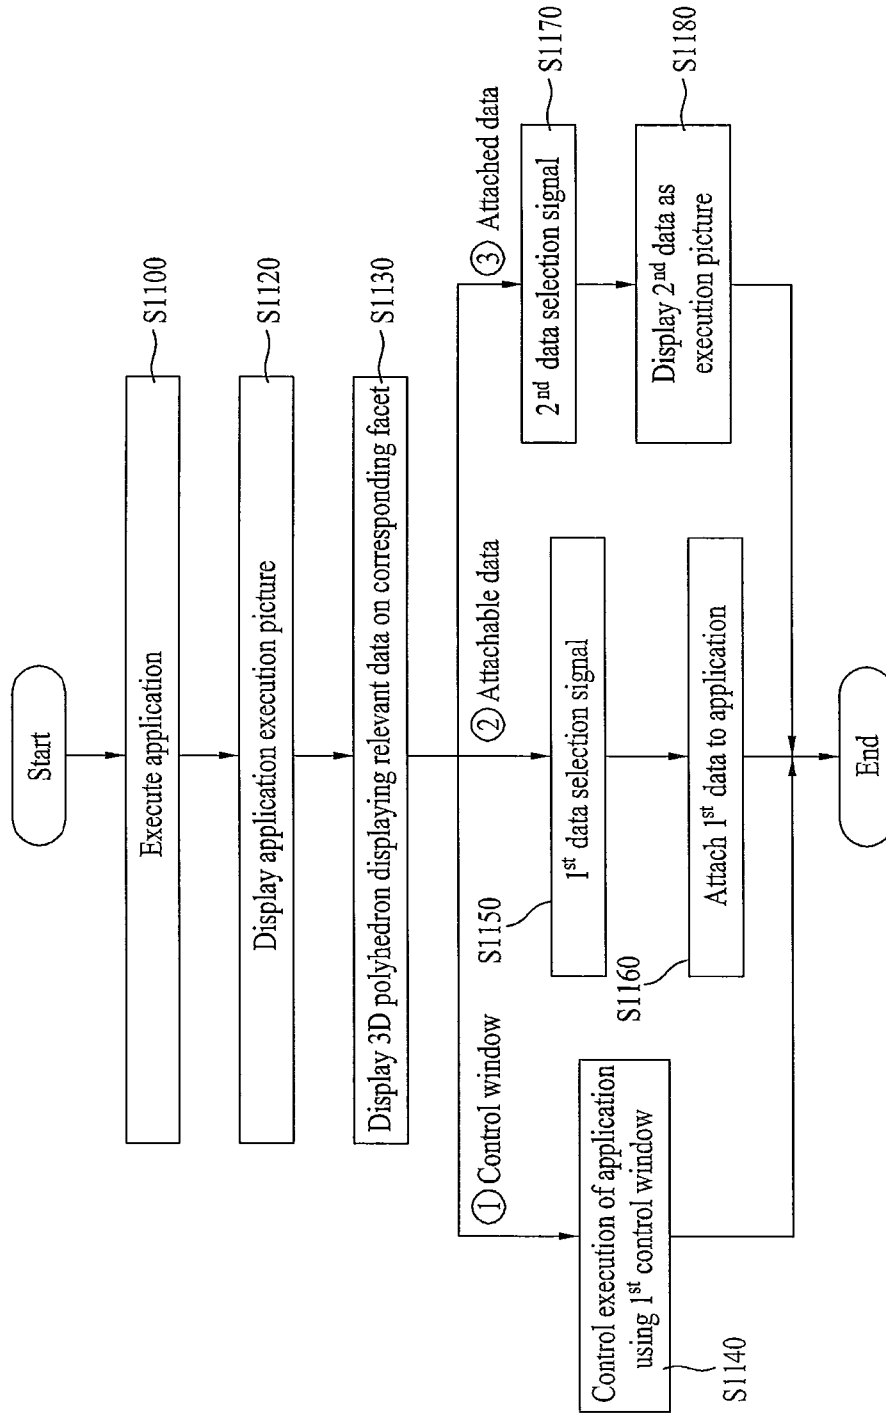 Start
Execute application
S1100
Display application execution picture
S1120
Display 3D polyhedron displaying relevant data on corresponding facet
S1130
① Control window
② Attachable data
③ Attached data
Control execution of application
using 1st control window
S1140
S1150
1st data selection signal
S1160
Attach 1st data to application
2nd data selection signal
S1170
Display 2nd data as
execution picture
S1180
End